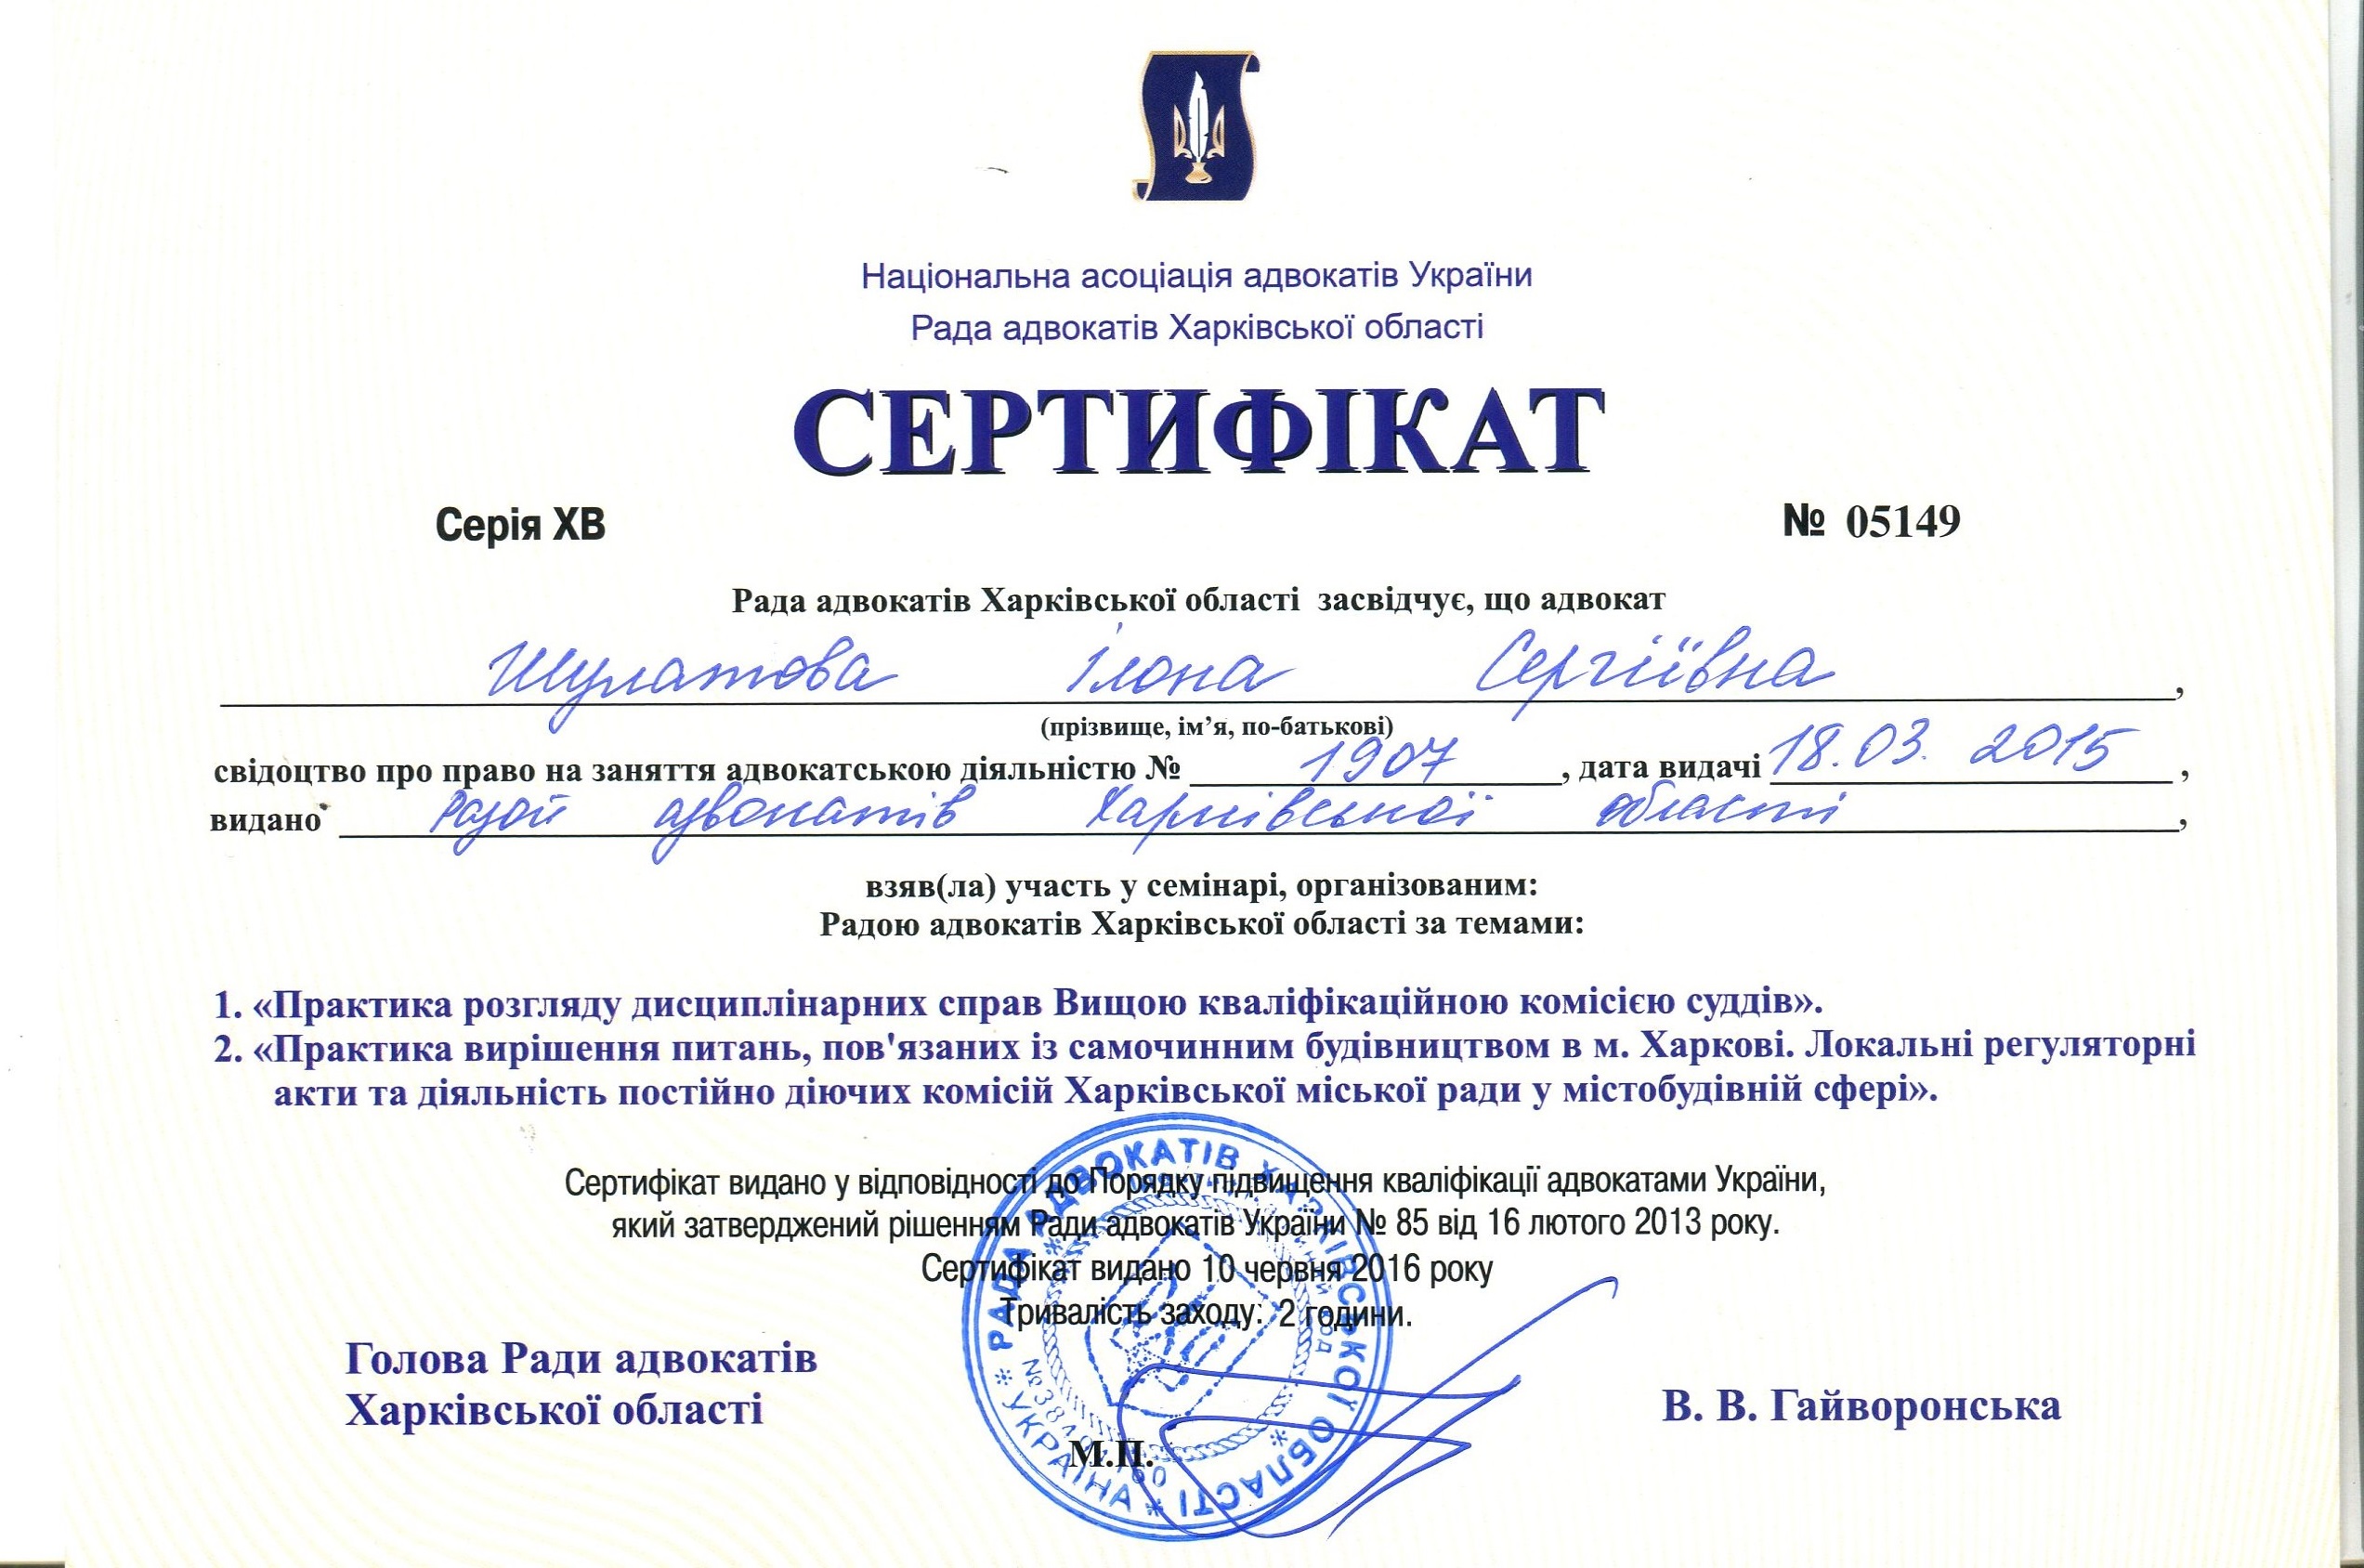 Національна асоціація адвокатів України
Рада адвокатів Харківської області
СЕРТИФІКАТ
Серія ХВ № 05149
Рада адвокатів Харківської області засвідчує, що адвокат
Шулатова Ілона Сергіївна,
(прізвище, ім’я, по-батькові)
свідоцтво про право на заняття адвокатською діяльністю № 1907, дата видачі 18.03.2015,
видано Радой адвокатів Харківської області,
взяв(ла) участь у семінарі, організованим:
Радою адвокатів Харківської області за темами:
1. «Практика розгляду дисциплінарних справ Вищою кваліфікаційною комісією суддів».
2. «Практика вирішення питань, пов'язаних із самочинним будівництвом в м. Харкові. Локальні регуляторні
акти та діяльність постійно діючих комісій Харківської міської ради у містобудівній сфері».
Сертифікат видано у відповідності до Порядку підвищення кваліфікації адвокатами України,
який затверджений рішенням Ради адвокатів України № 85 від 16 лютого 2013 року.
Сертифікат видано 10 червня 2016 року
Тривалість заходу: 2 години.
Голова Ради адвокатів
Харківської області
В. В. Гайворонська
М.П.
РАДА АДВОКАТІВ ХАРКІВСЬКОЇ ОБЛАСТІ
* УКРАЇНА *